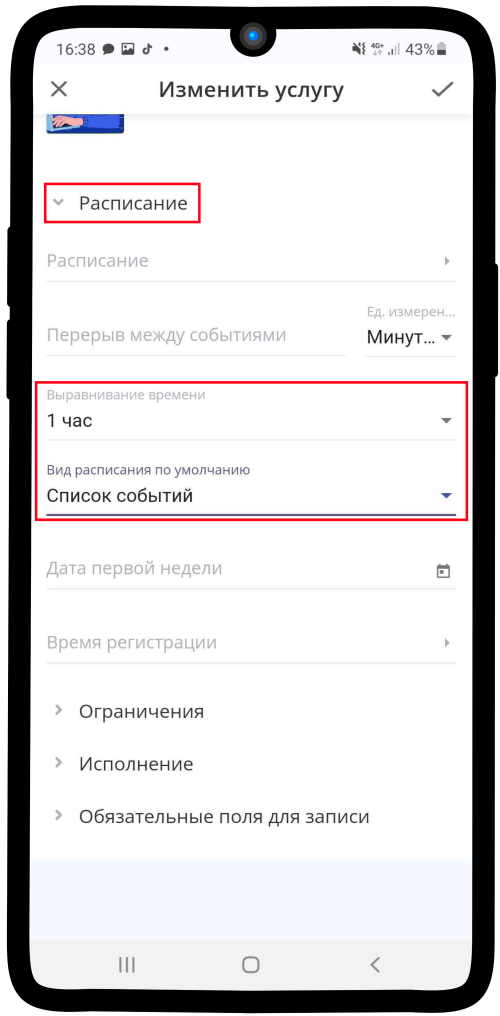 16:38
4G+
43%
Изменить услугу
Расписание
Расписание
Ед. измерен...
Перерыв между событиями
Минут...
Выравнивание времени
1 час
Вид расписания по умолчанию
Список событий
Дата первой недели
Время регистрации
Ограничения
Исполнение
Обязательные поля для записи